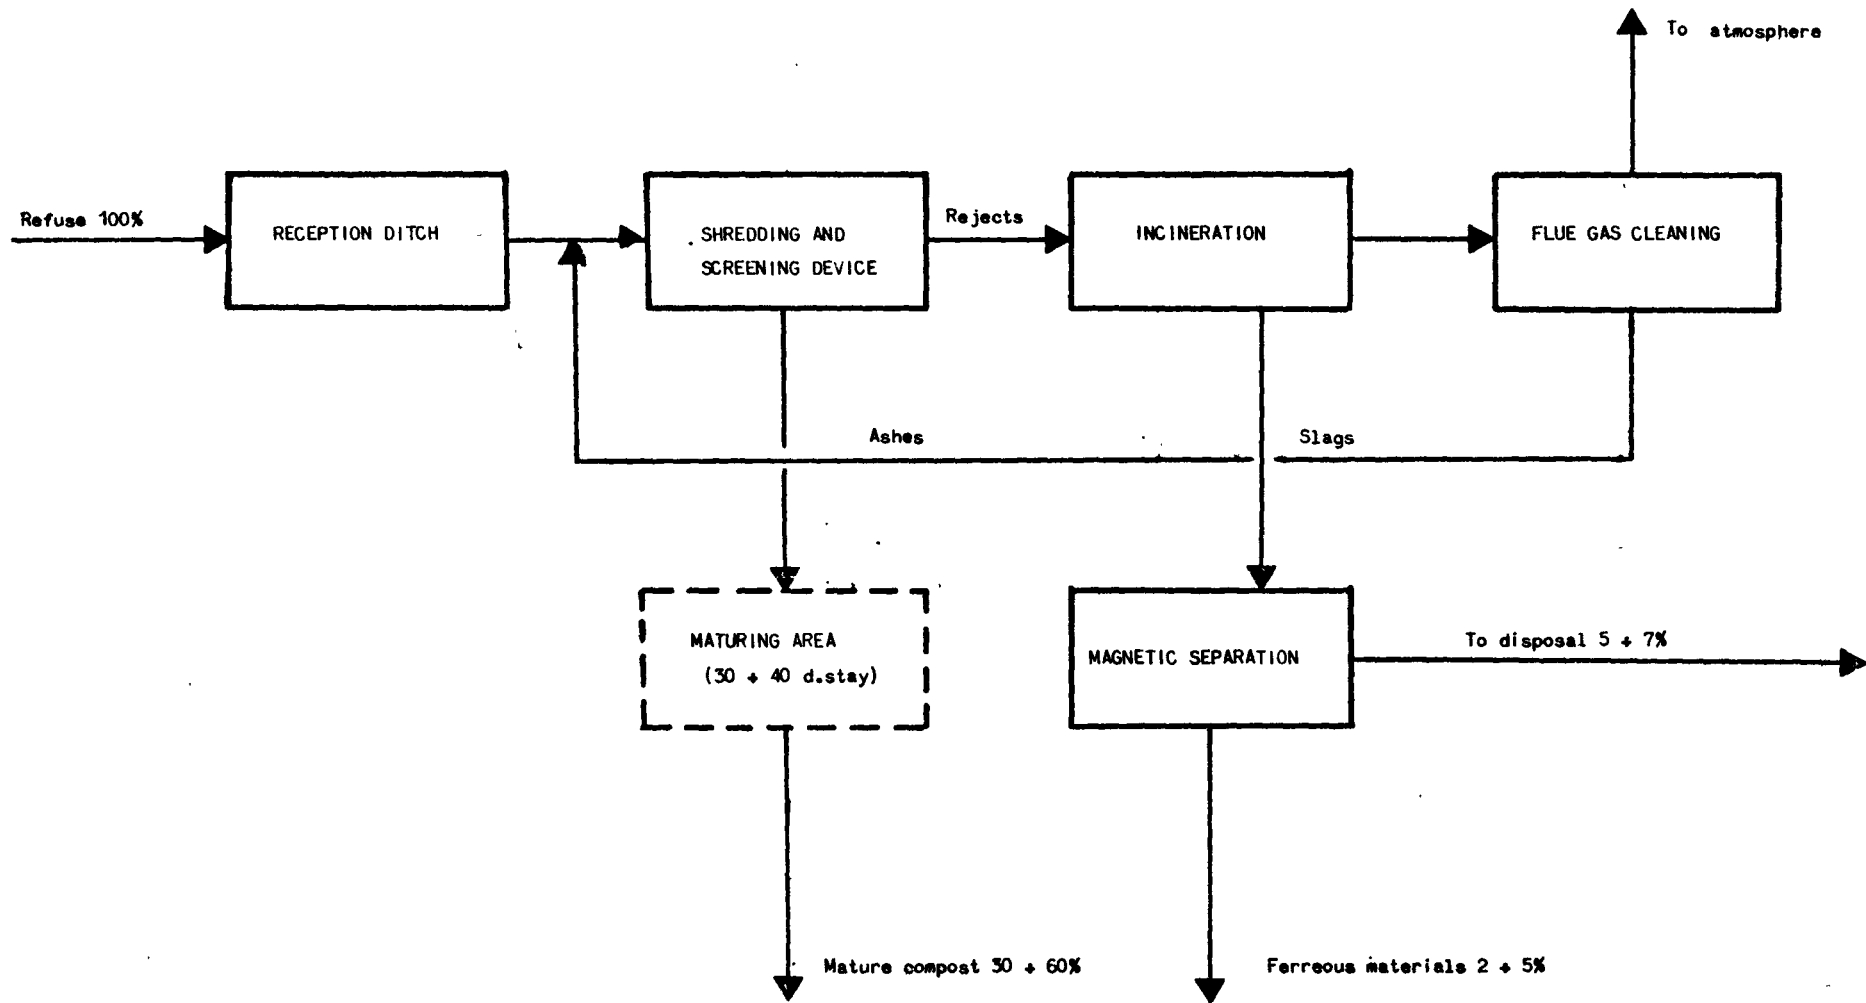 To atmosphere
Refuse 100%
RECEPTION DITCH
SHREDDING AND
SCREENING DEVICE
Rejects
INCINERATION
FLUE GAS CLEANING
Ashes
Slags
MATURING AREA
(30 + 40 d.stay)
MAGNETIC SEPARATION
To disposal 5 + 7%
Mature compost 30 + 60%
Ferreous materials 2 + 5%